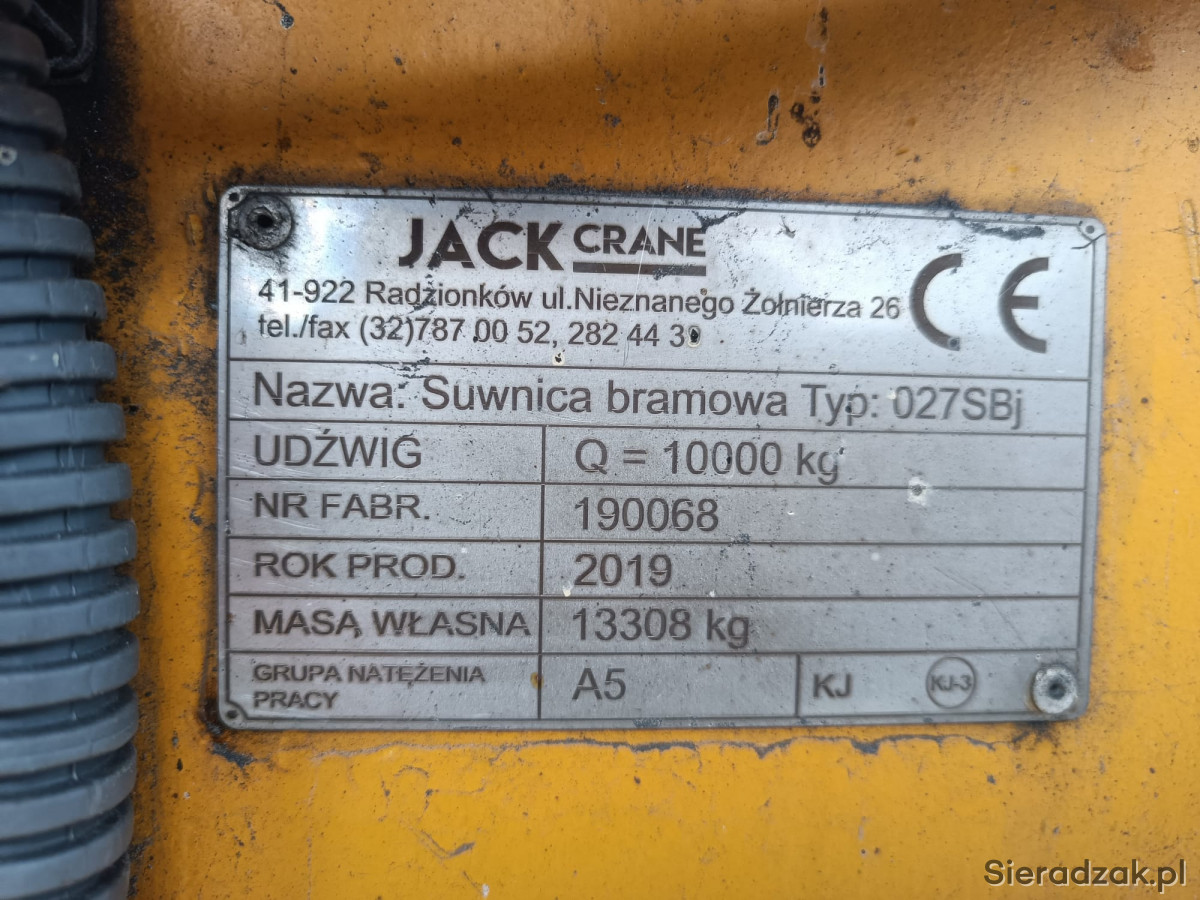 JACK CRANE
41-922 Radzionków ul.Nieznanego Żołnierza 26
tel./fax (32)787 00 52, 282 44 39
CE
Nazwa: Suwnica bramowa Typ: 027SBj
UDŹWIG Q = 10000 kg
NR FABR. 190068
ROK PROD. 2019
MASA WŁASNA 13308 kg
GRUPA NATĘŻENIA
PRACY A5 KJ KJ-3
Sieradzak.pl